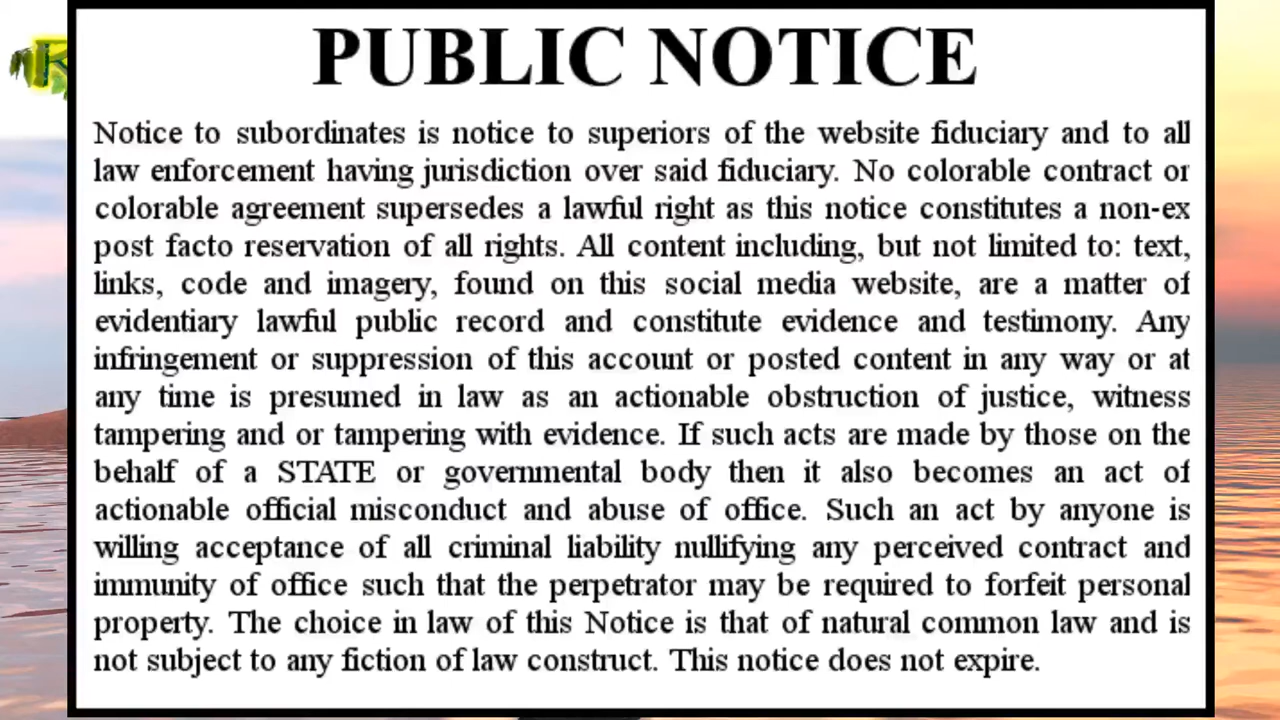 PUBLIC NOTICE
Notice to subordinates is notice to superiors of the website fiduciary and to all
law enforcement having jurisdiction over said fiduciary. No colorable contract or
colorable agreement supersedes a lawful right as this notice constitutes a non-ex
post facto reservation of all rights. All content including, but not limited to: text,
links, code and imagery, found on this social media website, are a matter of
evidentiary lawful public record and constitute evidence and testimony. Any
infringement or suppression of this account or posted content in any way or at
any time is presumed in law as an actionable obstruction of justice, witness
tampering and or tampering with evidence. If such acts are made by those on the
behalf of a STATE or governmental body then it also becomes an act of
actionable official misconduct and abuse of office. Such an act by anyone is
willing acceptance of all criminal liability nullifying any perceived contract and
immunity of office such that the perpetrator may be required to forfeit personal
property. The choice in law of this Notice is that of natural common law and is
not subject to any fiction of law construct. This notice does not expire.